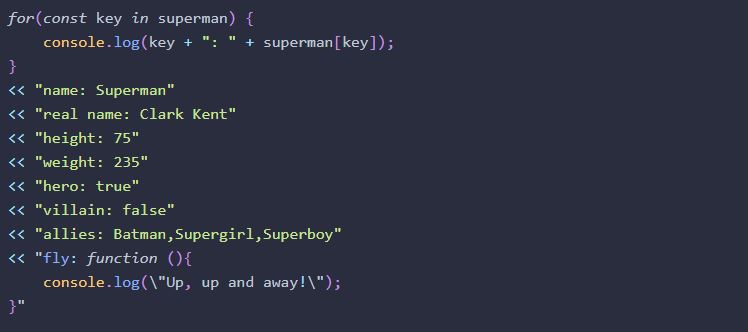 for(const key in superman) {
    console.log(key + ": " + superman[key]);
}
<< "name: Superman"
<< "real name: Clark Kent"
<< "height: 75"
<< "weight: 235"
<< "hero: true"
<< "villain: false"
<< "allies: Batman,Supergirl,Superboy"
<< "fly: function (){
    console.log(\"Up, up and away!\");
}"